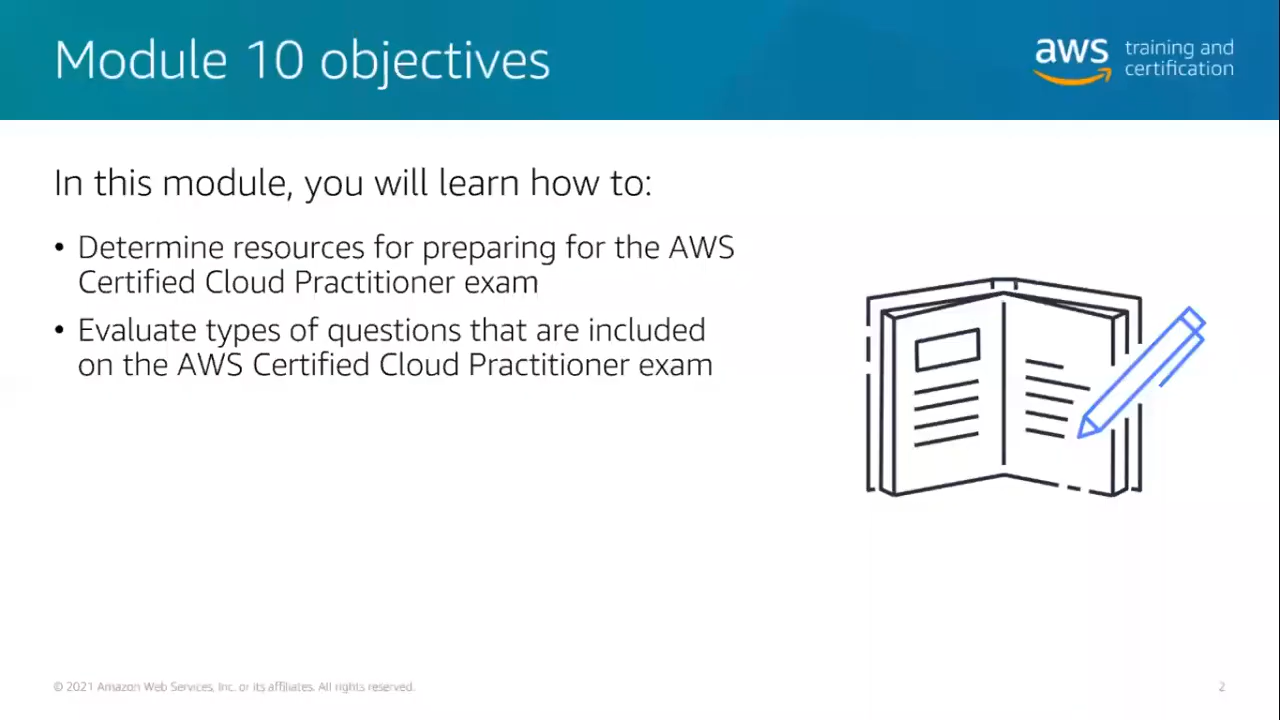 Module 10 objectives
aws training and certification
In this module, you will learn how to:
• Determine resources for preparing for the AWS
Certified Cloud Practitioner exam
• Evaluate types of questions that are included
on the AWS Certified Cloud Practitioner exam
© 2021 Amazon Web Services, Inc. or its affiliates. All rights reserved.
2